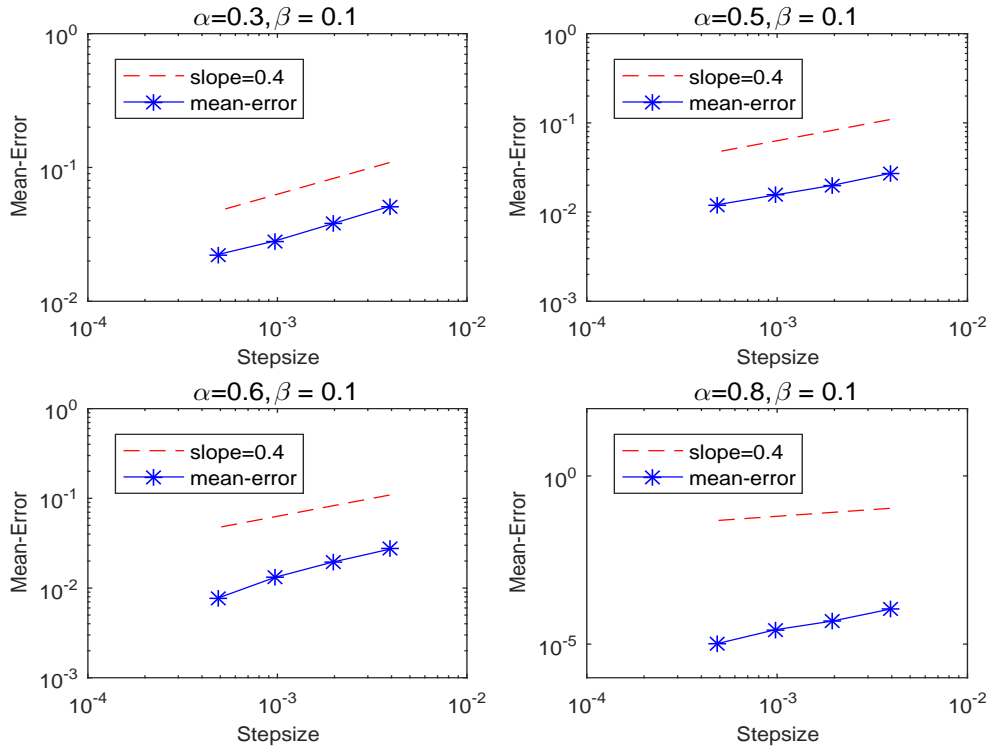 α=0.3, β = 0.1
10^0
10^-1
10^-2
Mean-Error
slope=0.4
mean-error
10^-4
10^-3
10^-2
Stepsize
α=0.5, β = 0.1
10^0
10^-1
10^-2
10^-3
Mean-Error
slope=0.4
mean-error
10^-4
10^-3
10^-2
Stepsize
α=0.6, β = 0.1
10^0
10^-1
10^-2
10^-3
Mean-Error
slope=0.4
mean-error
10^-4
10^-3
10^-2
Stepsize
α=0.8, β = 0.1
10^0
10^-5
Mean-Error
slope=0.4
mean-error
10^-4
10^-3
10^-2
Stepsize